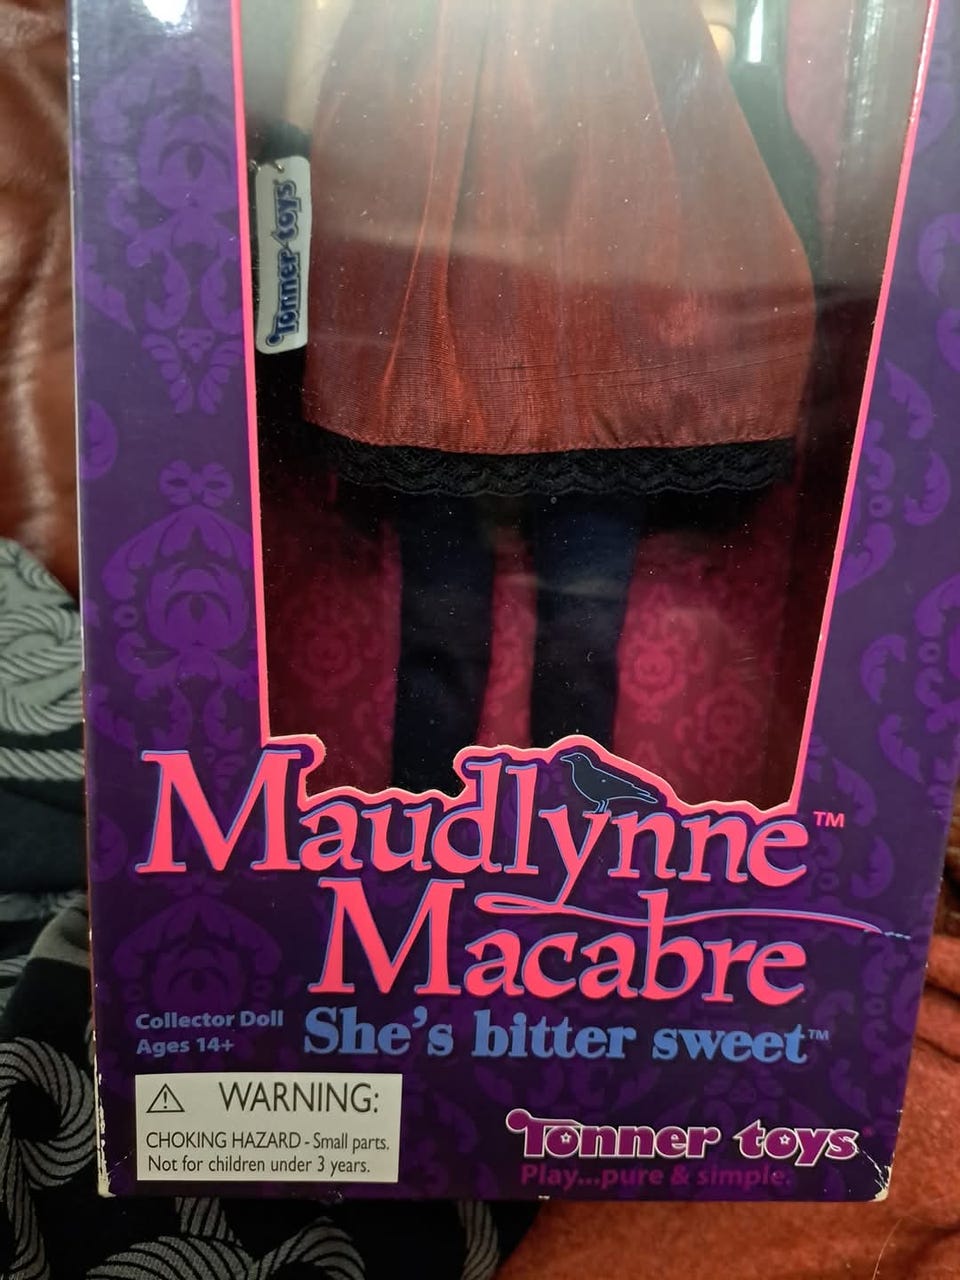 Tonner toys
Maudlynne™
Macabre
Collector Doll
Ages 14+
She's bitter sweet™
WARNING:
CHOKING HAZARD - Small parts.
Not for children under 3 years.
Tonner toys
Play...pure & simple.